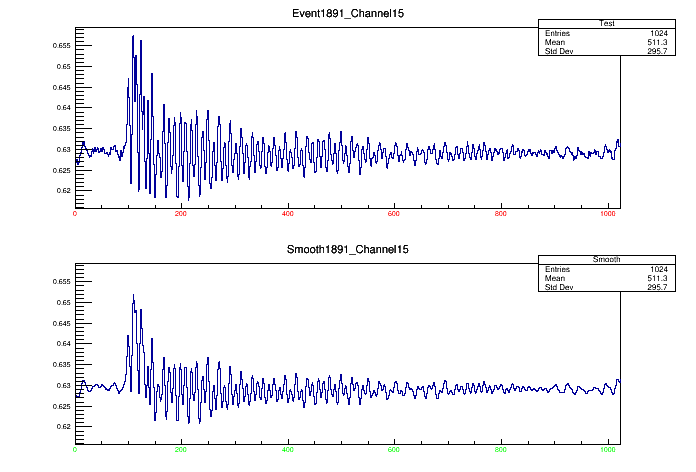 Event1891_Channel15
Test
Entries 1024
Mean 511.3
Std Dev 295.7
0.655
0.65
0.645
0.64
0.635
0.63
0.625
0.62
0 200 400 600 800 1000
Smooth1891_Channel15
Smooth
Entries 1024
Mean 511.3
Std Dev 295.7
0.655
0.65
0.645
0.64
0.635
0.63
0.625
0.62
0 200 400 600 800 1000